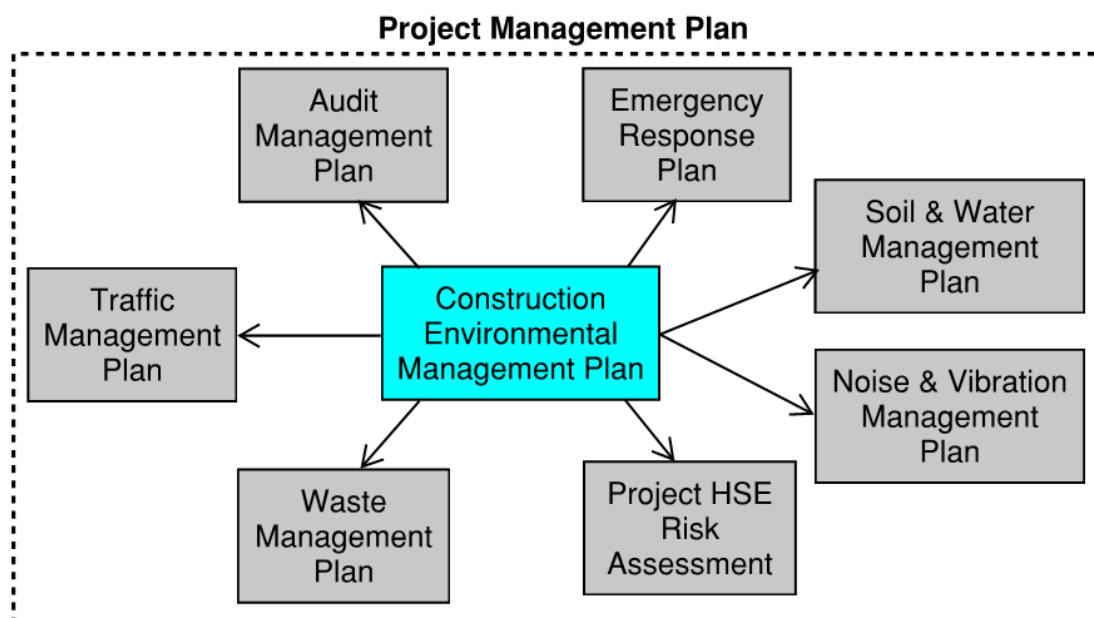 Project Management Plan
Audit
Management
Plan
Emergency
Response
Plan
Soil & Water
Management
Plan
Traffic
Management
Plan
Construction
Environmental
Management Plan
Noise & Vibration
Management
Plan
Waste
Management
Plan
Project HSE
Risk
Assessment